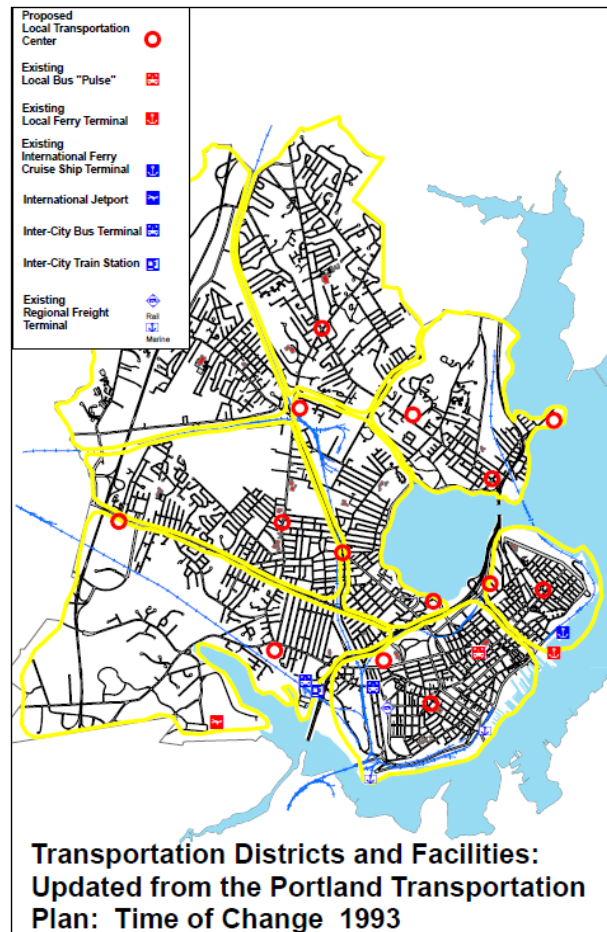 Proposed
Local Transportation
Center
Existing
Local Bus "Pulse"
Existing
Local Ferry Terminal
Existing
International Ferry
Cruise Ship Terminal
International Jetport
Inter-City Bus Terminal
Inter-City Train Station
Existing
Regional Freight
Terminal
Rail
Marine
Transportation Districts and Facilities:
Updated from the Portland Transportation
Plan: Time of Change 1993